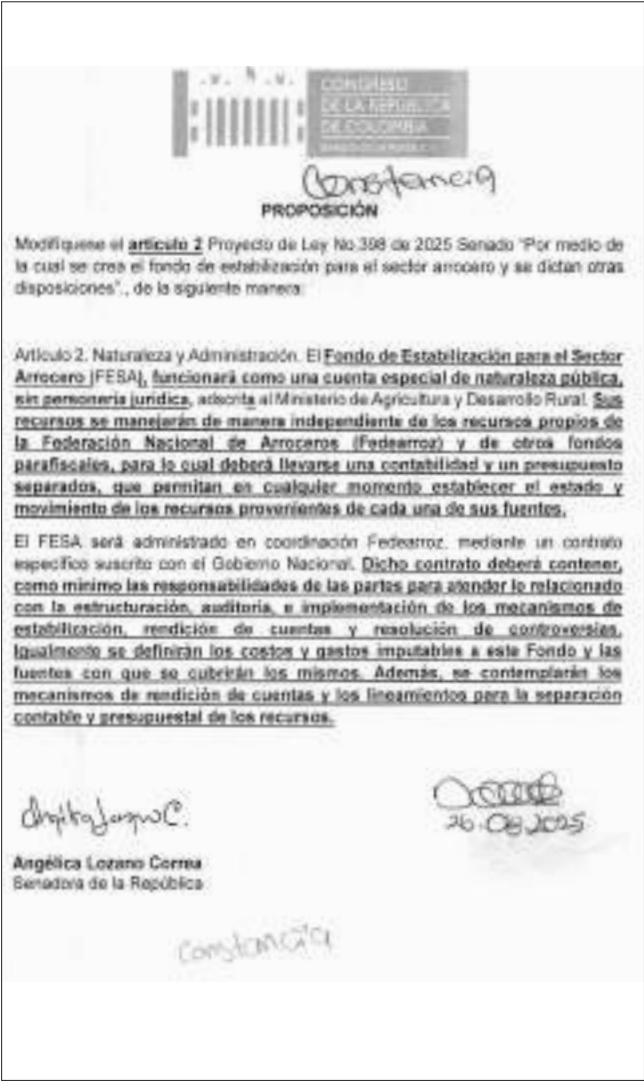 CONGRESO
DE LA REPÚBLICA
DE COLOMBIA
Constancia
PROPOSICIÓN
Modifíquese el artículo 2 Proyecto de Ley No.398 de 2025 Senado "Por medio de
la cual se crea el fondo de estabilización para el sector arrocero y se dictan otras
disposiciones"., de la siguiente manera:
Artículo 2. Naturaleza y Administración. El Fondo de Estabilización para el Sector
Arrocero (FESA), funcionará como una cuenta especial de naturaleza pública,
sin personería jurídica, adscrita al Ministerio de Agricultura y Desarrollo Rural. Sus
recursos se manejarán de manera independiente de los recursos propios de
la Federación Nacional de Arroceros (Fedearroz) y de otros fondos
parafiscales, para lo cual deberá llevarse una contabilidad y un presupuesto
separados, que permitan en cualquier momento establecer el estado y
movimiento de los recursos provenientes de cada una de sus fuentes.
El FESA será administrado en coordinación Fedearroz, mediante un contrato
específico suscrito con el Gobierno Nacional. Dicho contrato deberá contener,
como mínimo las responsabilidades de las partes para atender lo relacionado
con la estructuración, auditoría, e implementación de los mecanismos de
estabilización, rendición de cuentas y resolución de controversias.
Igualmente se definirán los costos y gastos imputables a este Fondo y las
fuentes con que se cubrirán los mismos. Además, se contemplarán los
mecanismos de rendición de cuentas y los lineamientos para la separación
contable y presupuestal de los recursos.
26.08.2025
Angélica Lozano Correa
Senadora de la República
Constancia